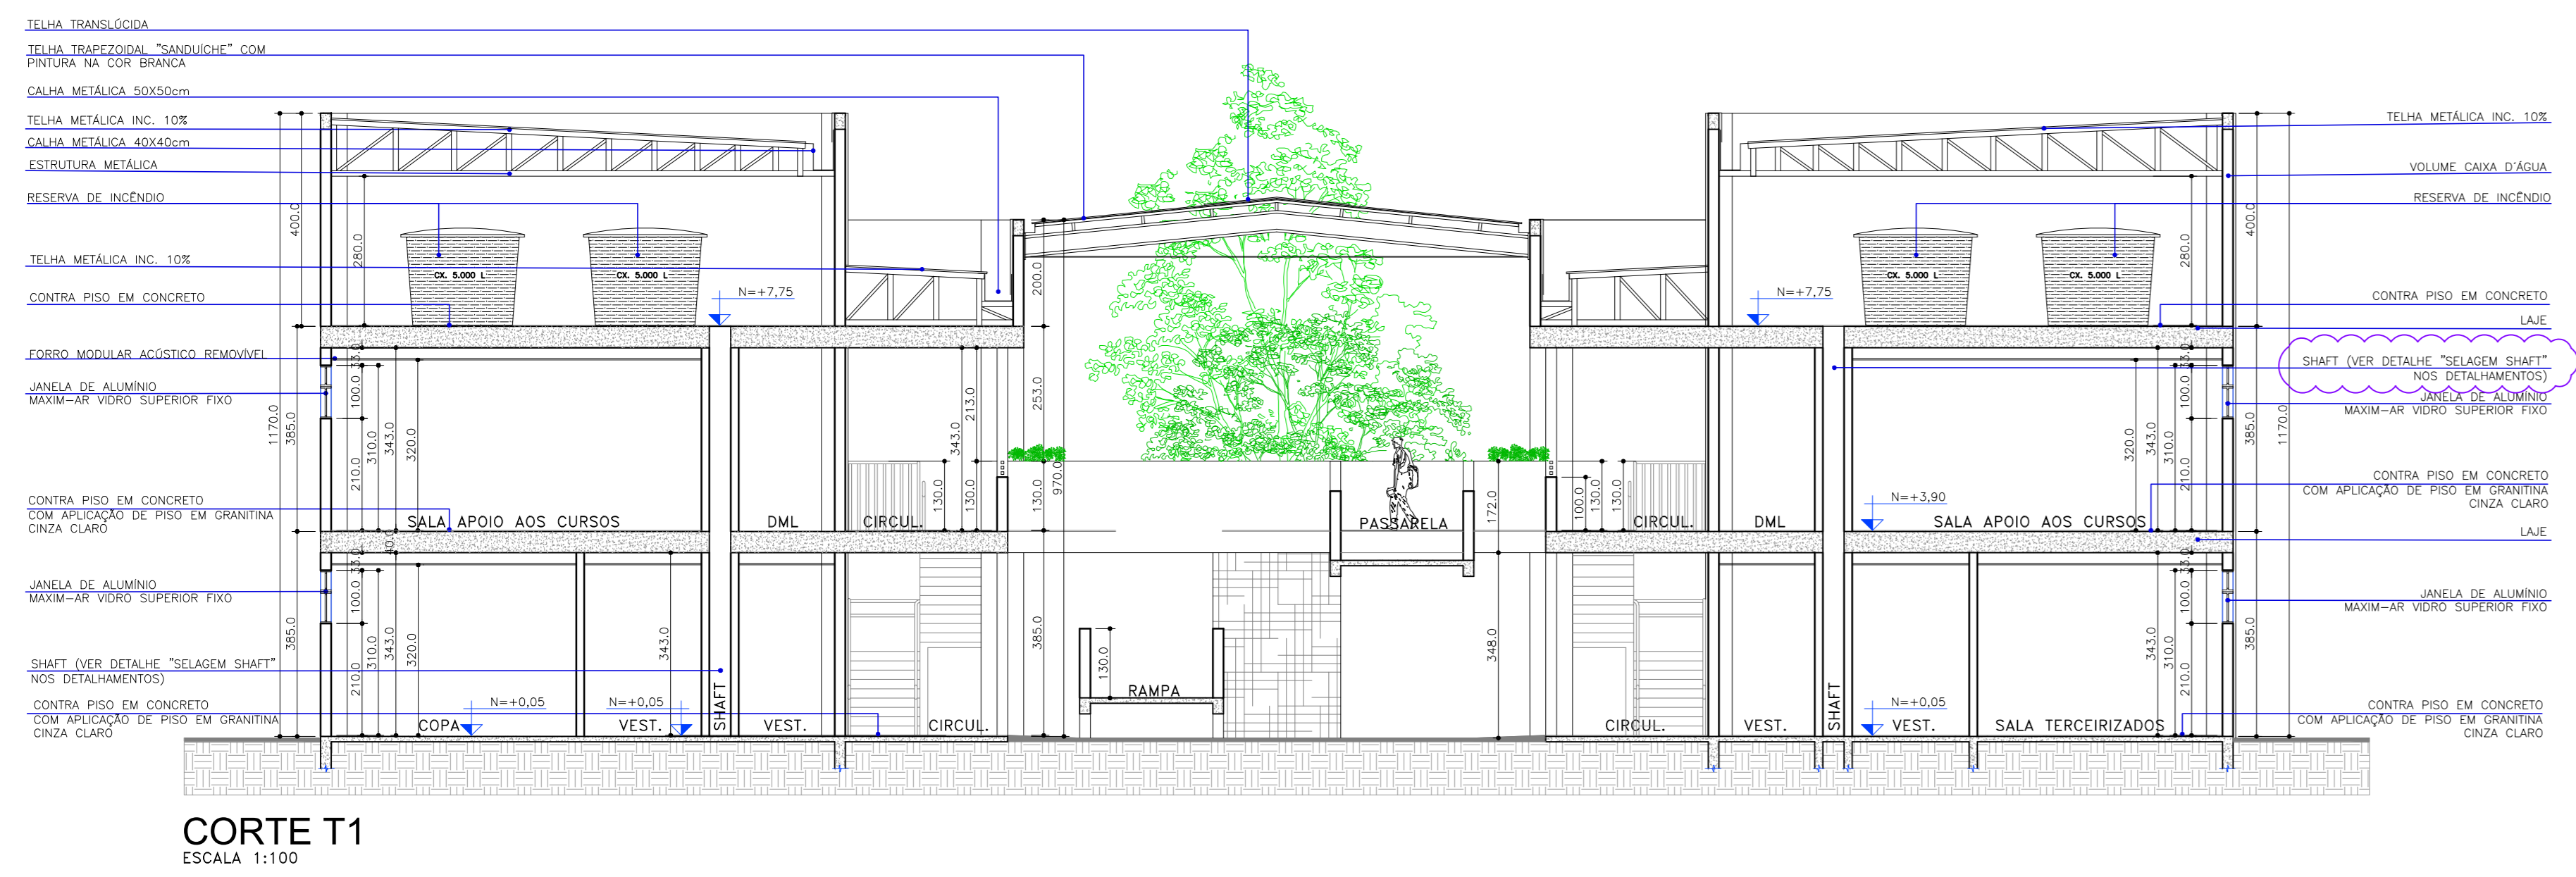 TELHA TRANSLÚCIDA
TELHA TRAPEZOIDAL "SANDUÍCHE" COM
PINTURA NA COR BRANCA
CALHA METÁLICA 50X50cm
TELHA METÁLICA INC. 10%
CALHA METÁLICA 40X40cm
ESTRUTURA METÁLICA
RESERVA DE INCÊNDIO
TELHA METÁLICA INC. 10%
CONTRA PISO EM CONCRETO
FORRO MODULAR ACÚSTICO REMOVÍVEL
JANELA DE ALUMÍNIO
MAXIM-AR VIDRO SUPERIOR FIXO
CONTRA PISO EM CONCRETO
COM APLICAÇÃO DE PISO EM GRANITINA
CINZA CLARO
JANELA DE ALUMÍNIO
MAXIM-AR VIDRO SUPERIOR FIXO
SHAFT (VER DETALHE "SELAGEM SHAFT"
NOS DETALHAMENTOS)
CONTRA PISO EM CONCRETO
COM APLICAÇÃO DE PISO EM GRANITINA
CINZA CLARO
1170.0
400.0
385.0
385.0
280.0
33.0
100.0
210.0
310.0
343.0
320.0
40.0
33.0
100.0
210.0
310.0
343.0
320.0
343.0
CX. 5.000 L
CX. 5.000 L
N=+7,75
SALA APOIO AOS CURSOS
DML
CIRCUL.
343.0
213.0
130.0
130.0
N=+0,05
N=+0,05
COPA
VEST.
SHAFT
VEST.
CIRCUL.
200.0
253.0
130.0
970.0
385.0
130.0
RAMPA
PASSARELA
172.0
348.0
100.0
130.0
130.0
N=+7,75
CX. 5.000 L
CX. 5.000 L
CIRCUL.
DML
N=+3,90
SALA APOIO AOS CURSOS
CIRCUL.
VEST.
SHAFT
N=+0,05
VEST.
SALA TERCEIRIZADOS
280.0
33.0
100.0
210.0
310.0
343.0
320.0
33.0
100.0
210.0
310.0
343.0
400.0
385.0
385.0
1170.0
TELHA METÁLICA INC. 10%
VOLUME CAIXA D'ÁGUA
RESERVA DE INCÊNDIO
CONTRA PISO EM CONCRETO
LAJE
SHAFT (VER DETALHE "SELAGEM SHAFT"
NOS DETALHAMENTOS)
JANELA DE ALUMÍNIO
MAXIM-AR VIDRO SUPERIOR FIXO
CONTRA PISO EM CONCRETO
COM APLICAÇÃO DE PISO EM GRANITINA
CINZA CLARO
LAJE
JANELA DE ALUMÍNIO
MAXIM-AR VIDRO SUPERIOR FIXO
CONTRA PISO EM CONCRETO
COM APLICAÇÃO DE PISO EM GRANITINA
CINZA CLARO
CORTE T1
ESCALA 1:100